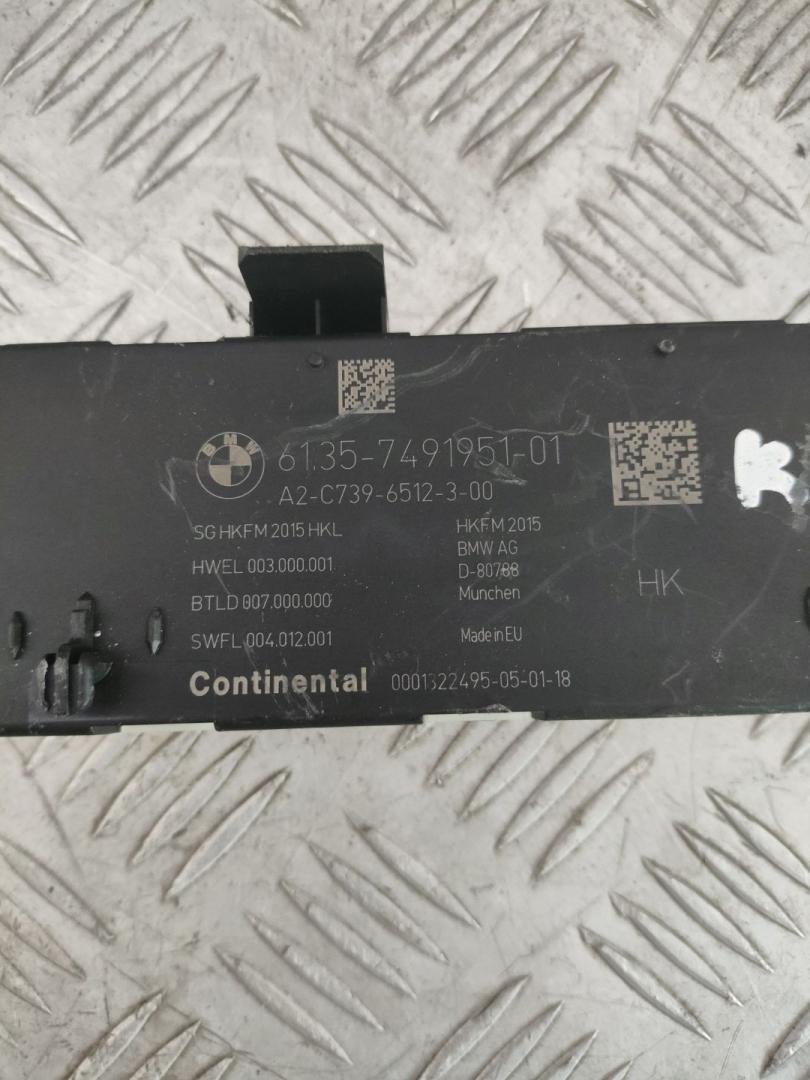 BMW
61.35-7491951-01
A2-C739-6512-3-00
SG HKFM 2015 HKL
HWEL 003.000.001
BTLD 007.000.000
SWFL 004.012.001
HKFM 2015
BMW AG
D-80788
Munchen
Made in EU
HK
Continental 0001322495-05-01-18